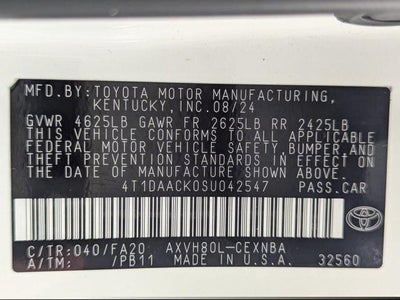 MFD.BY:TOYOTA MOTOR MANUFACTURING,
KENTUCKY,INC.08/24
GVWR 4625LB GAWR FR 2625LB RR 2425LB
THIS VEHICLE CONFORMS TO ALL APPLICABLE
FEDERAL MOTOR VEHICLE SAFETY,BUMPER,AND
THEFT PREVENTION STANDARDS IN EFFECT ON
THE DATE OF MANUFACTURE SHOWN ABOVE.
4T1DAACK0SU042547 PASS.CAR
C/TR:040/FA20 AXVH80L-CEXNBA
A/TM: /PB11 MADE IN U.S.A. 32560
TOYOTA